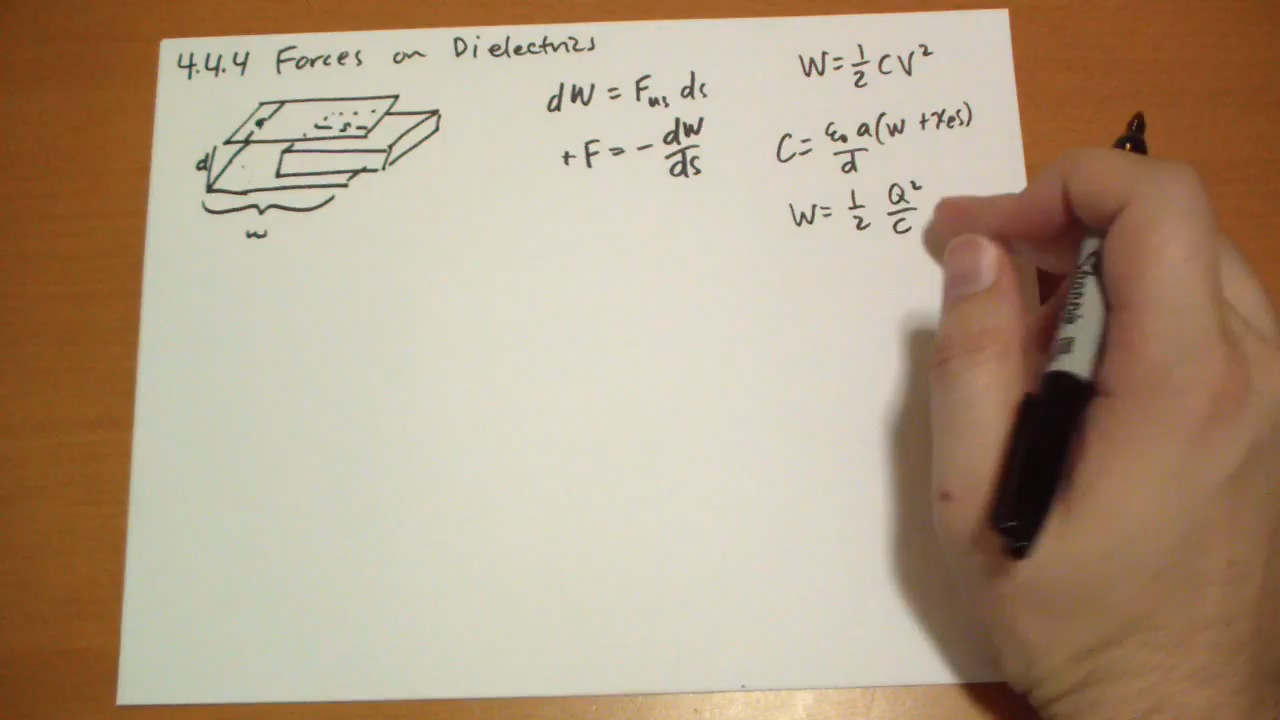 4.4.4 Forces on Dielectrics
d
a
s
w
dW = F_us ds
+F = - dW/ds
W = 1/2 CV²
C = ε₀ a/d (w + χes)
W = 1/2 Q²/C
Sharpie